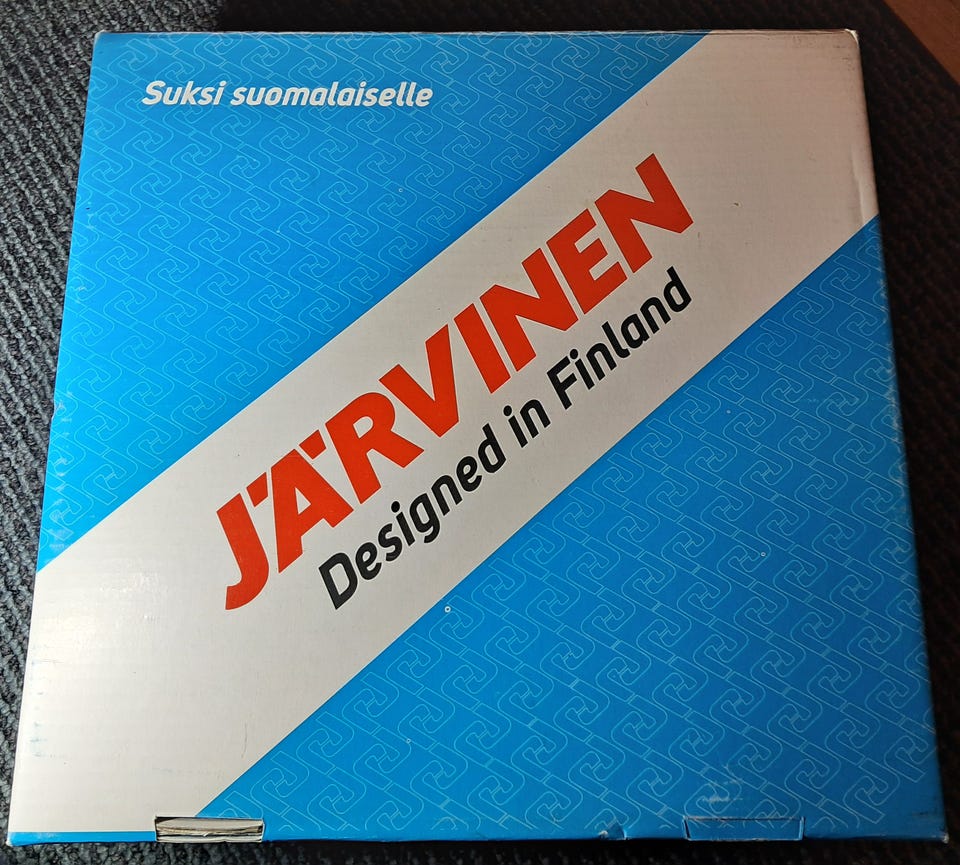 Suksi suomalaiselle
JÄRVINEN
Designed in Finland